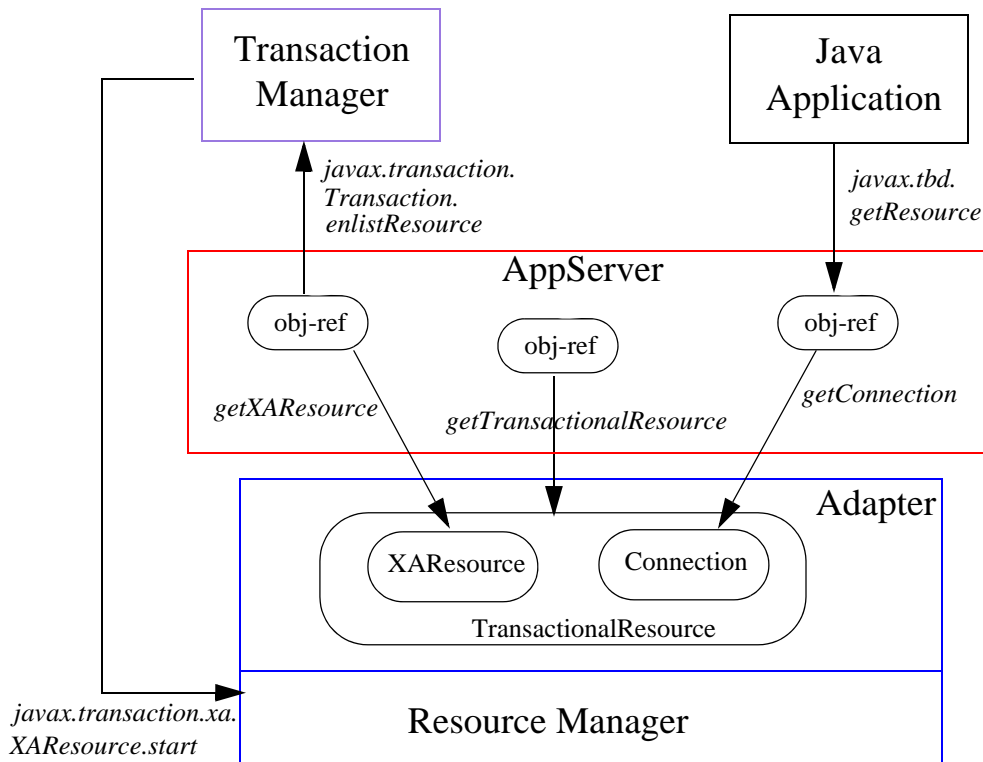 Transaction
Manager
Java
Application
javax.transaction.
Transaction.
enlistResource
javax.tbd.
getResource
AppServer
obj-ref
obj-ref
obj-ref
getXAResource
getTransactionalResource
getConnection
Adapter
XAResource
Connection
TransactionalResource
javax.transaction.xa.
XAResource.start
Resource Manager